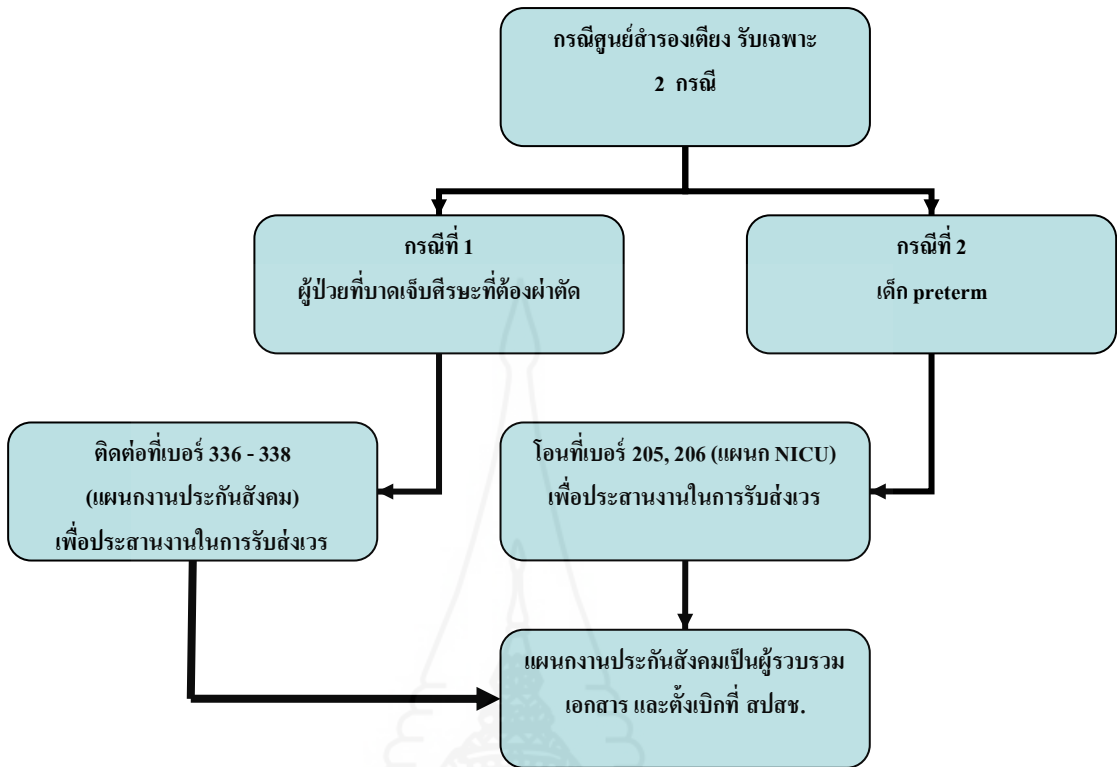 กรณีศูนย์สำรองเตียง รับเฉพาะ
2 กรณี
กรณีที่ 1
ผู้ป่วยที่บาดเจ็บศีรษะที่ต้องผ่าตัด
กรณีที่ 2
เด็ก preterm
ติดต่อที่เบอร์ 336 - 338
(แผนกงานประกันสังคม)
เพื่อประสานงานในการรับส่งเวร
โอนที่เบอร์ 205, 206 (แผนก NICU)
เพื่อประสานงานในการรับส่งเวร
แผนกงานประกันสังคมเป็นผู้รวบรวม
เอกสาร และตั้งเบิกที่ สปสช.